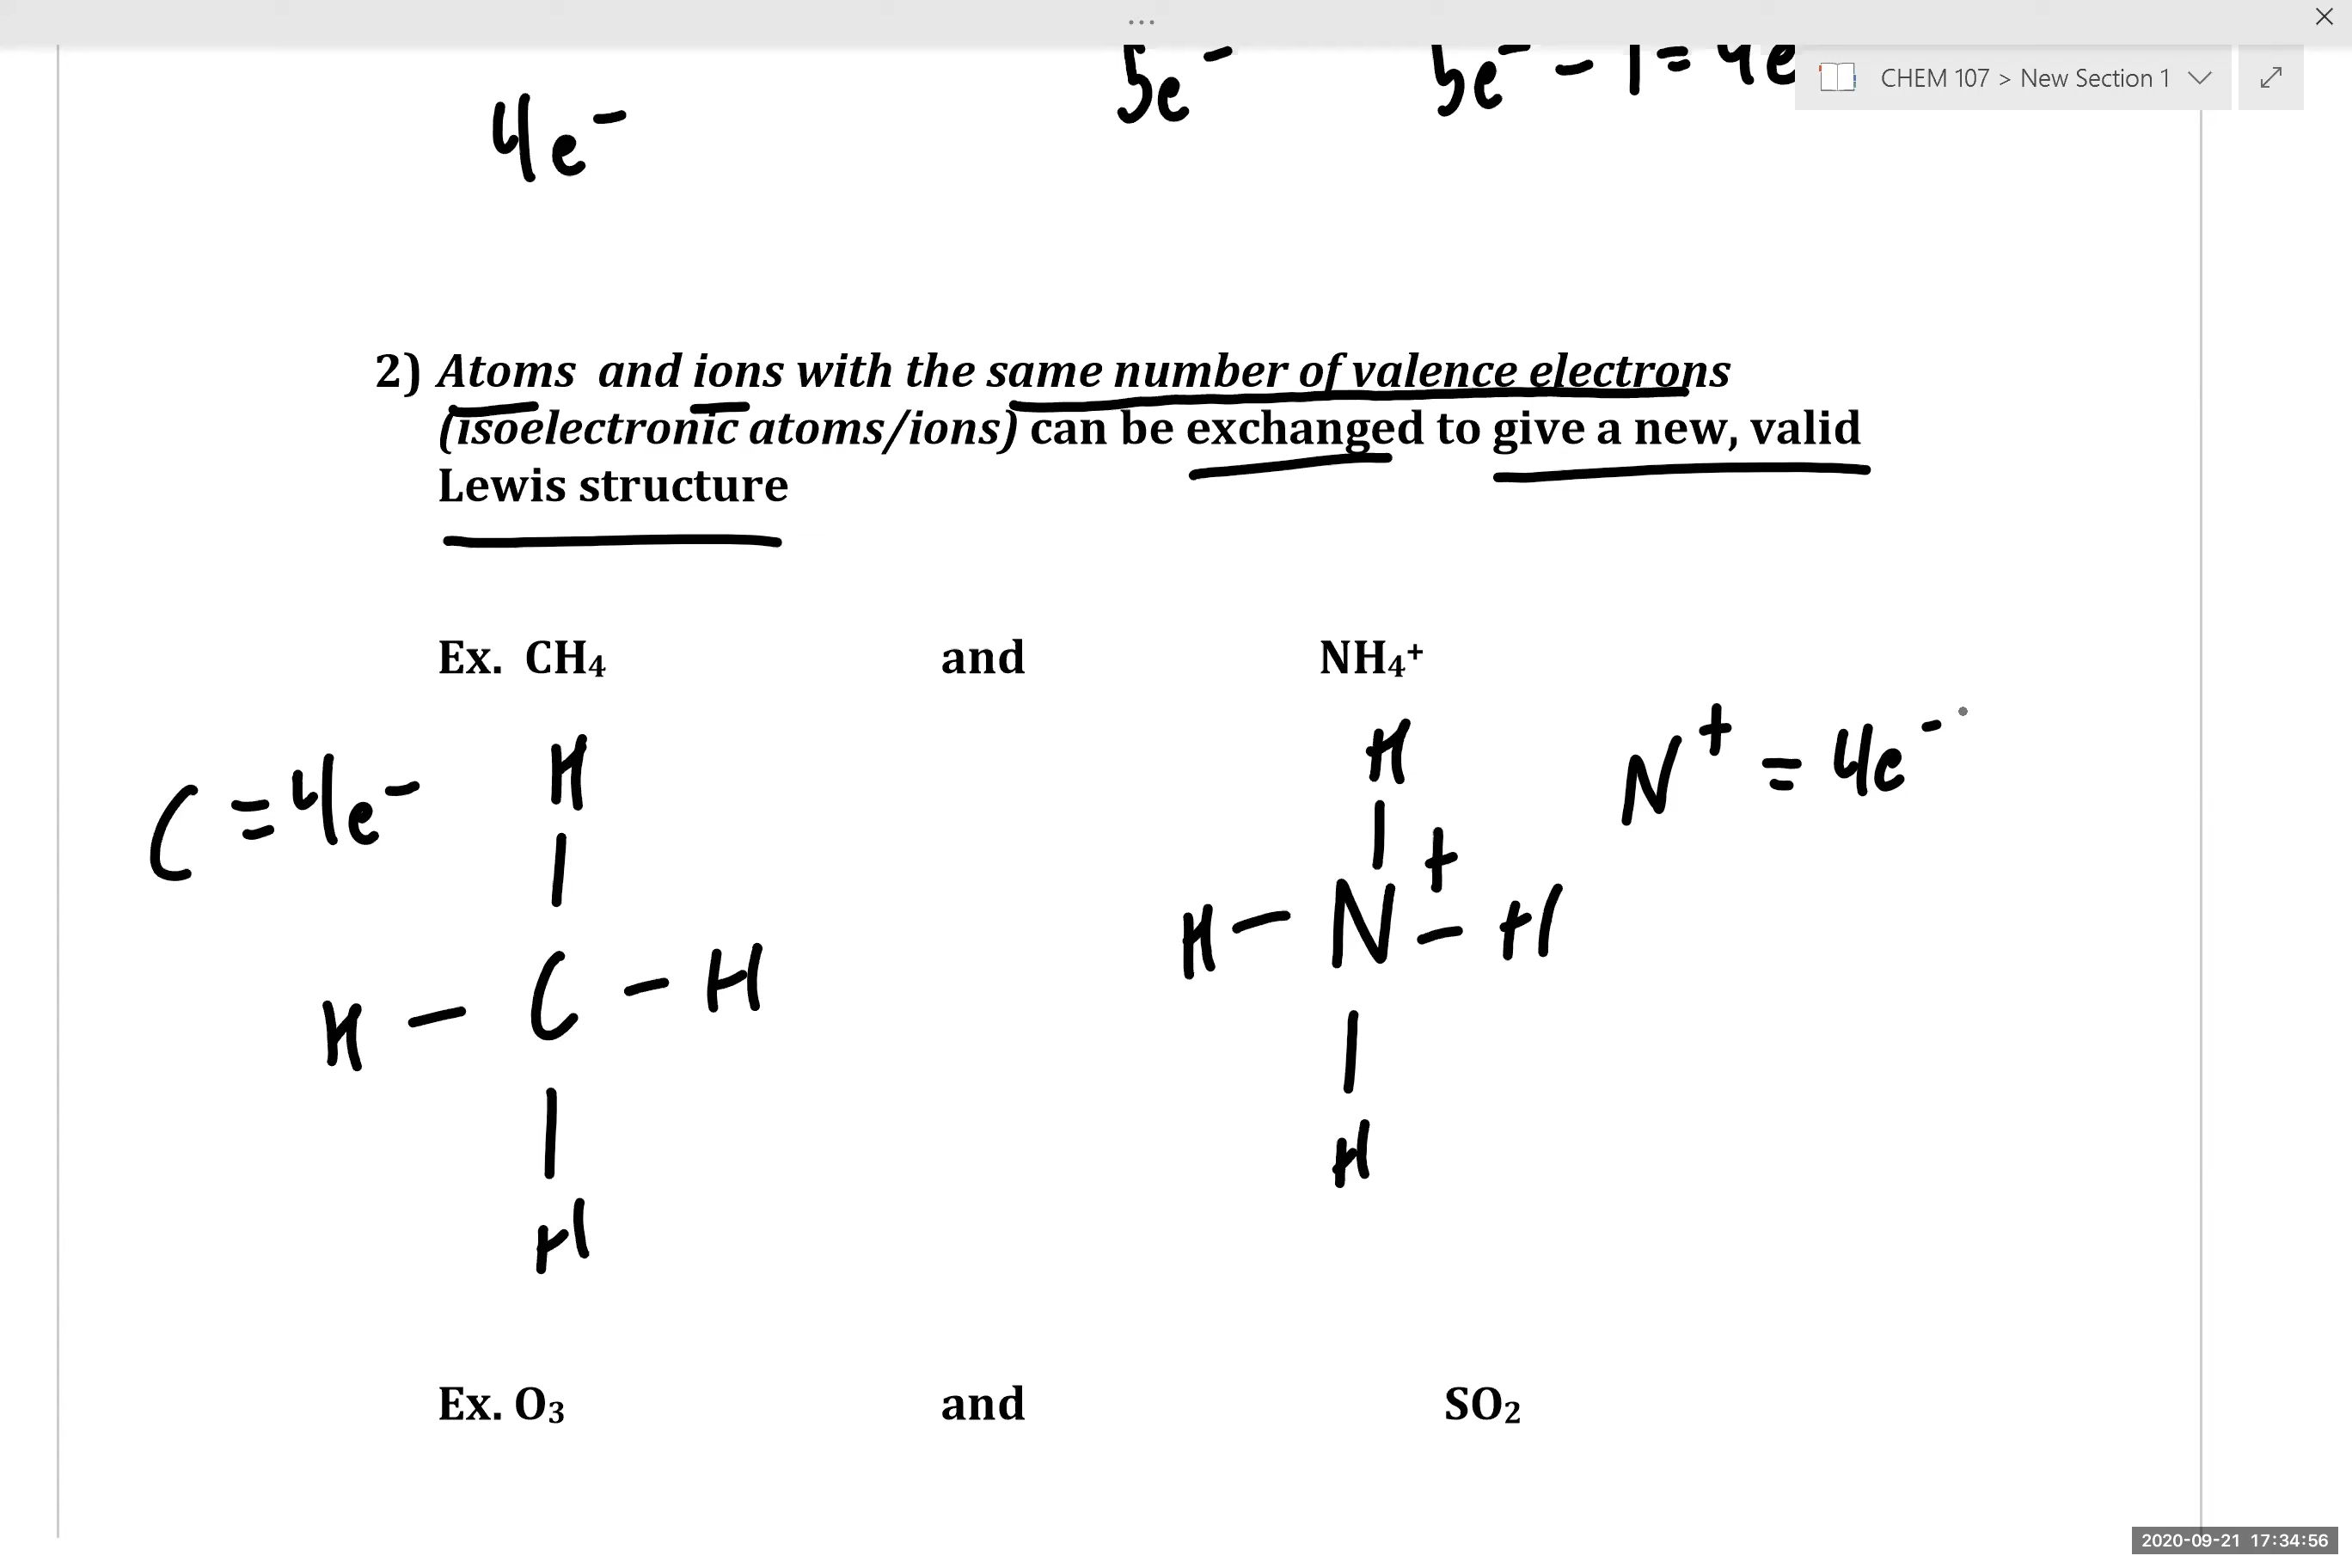 ...
5e⁻ 5e⁻ - 1 = 4e
CHEM 107 > New Section 1
4e⁻
2) Atoms and ions with the same number of valence electrons
(isoelectronic atoms/ions) can be exchanged to give a new, valid
Lewis structure
Ex. CH₄ and NH₄⁺
C = 4e⁻
H
H - C - H
H
H
H - N⁺ - H
H
N⁺ = 4e⁻
Ex. O₃ and SO₂
2020-09-21 17:34:56